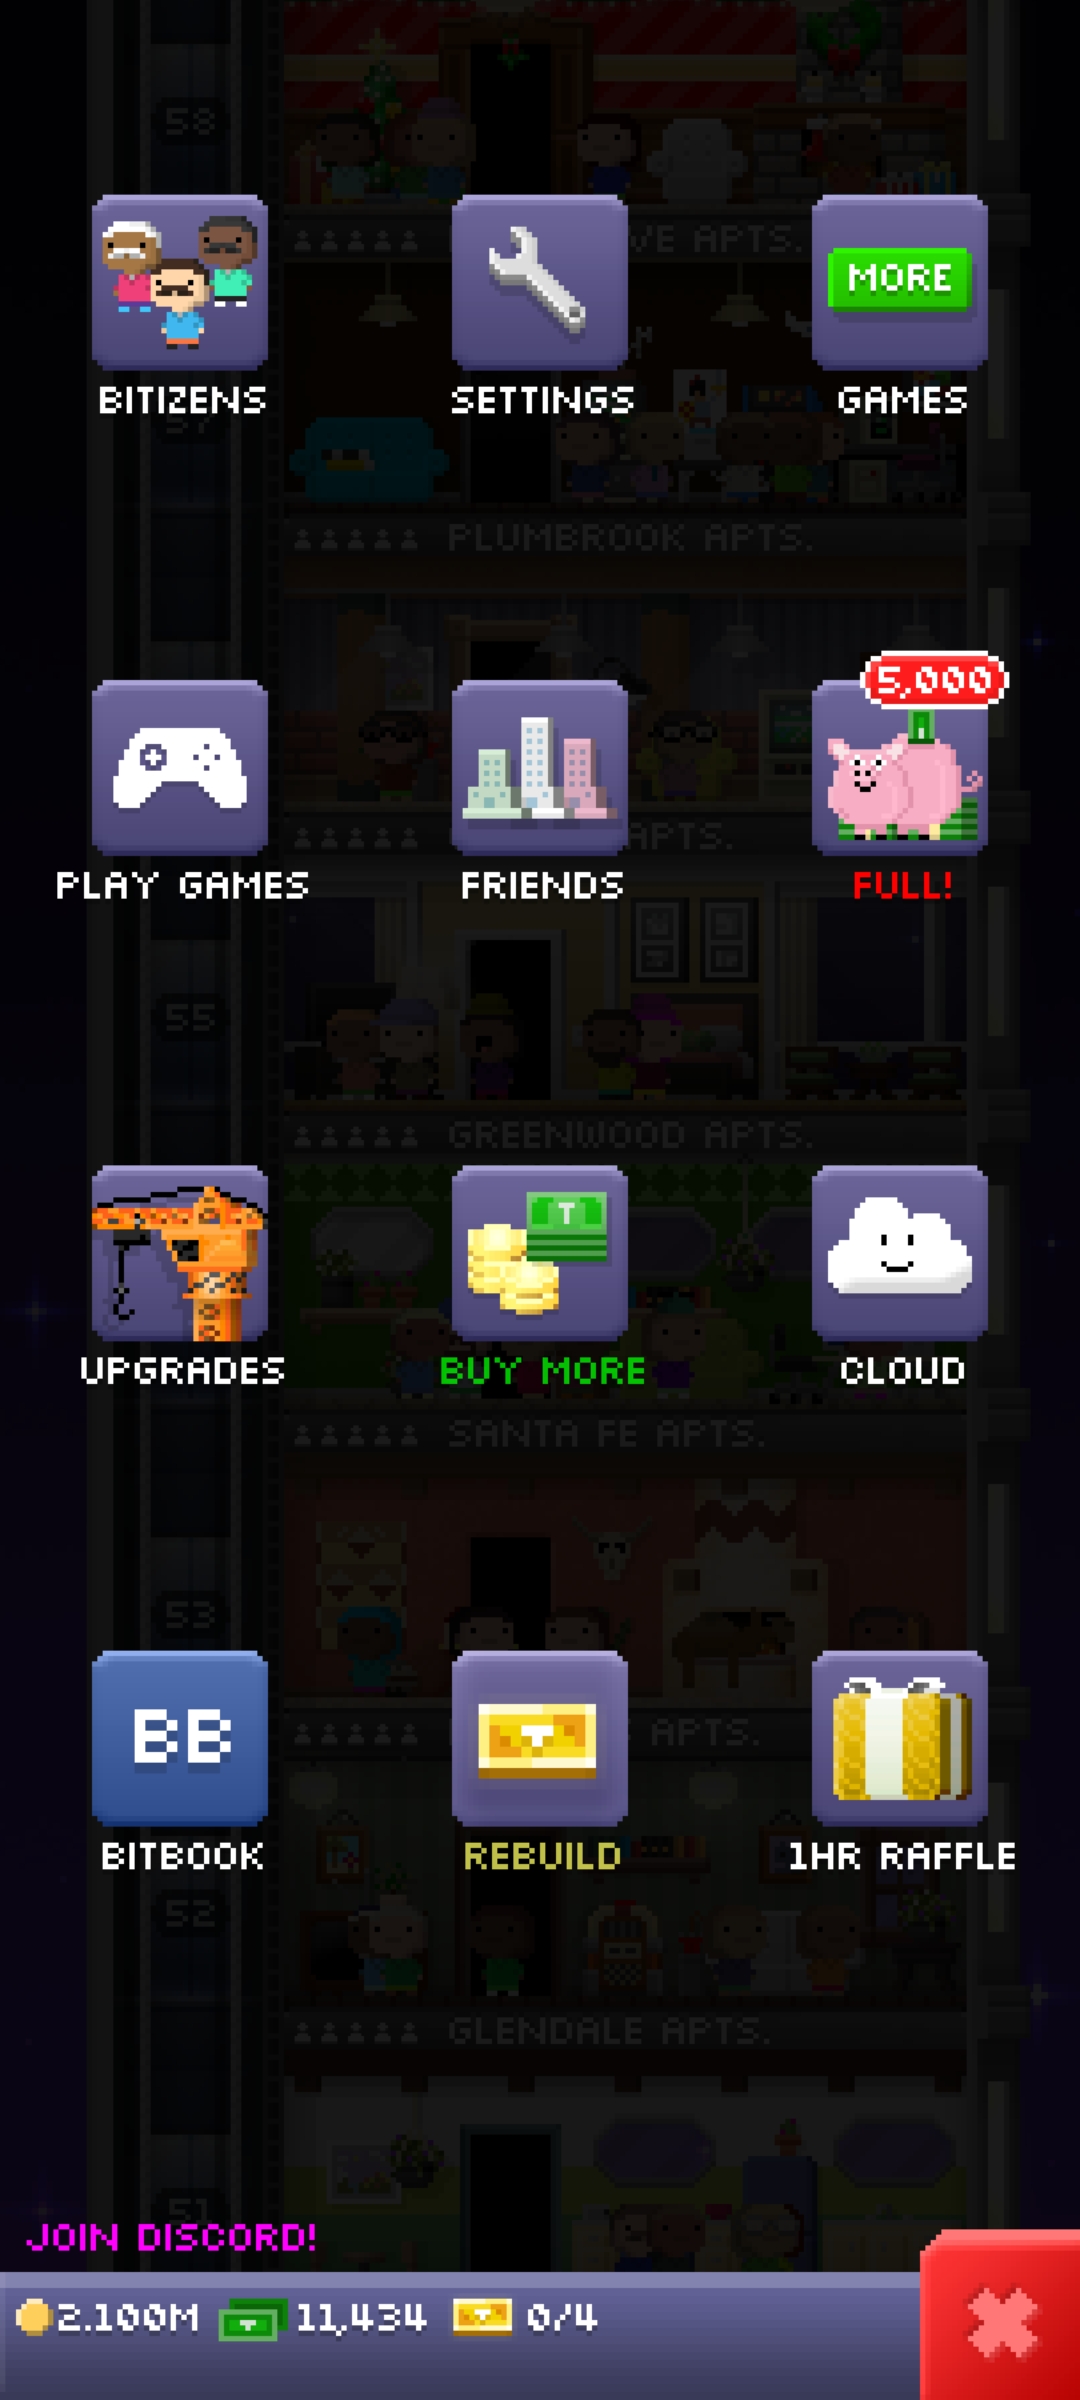 58
VE APTS.
MORE
BITIZENS
SETTINGS
GAMES
57
PLUMBROOK APTS.
5,000
APTS.
PLAY GAMES
FRIENDS
FULL!
55
GREENWOOD APTS.
T
UPGRADES
BUY MORE
CLOUD
SANTA FE APTS.
53
BB
APTS.
BITBOOK
REBUILD
1HR RAFFLE
52
GLENDALE APTS.
51
JOIN DISCORD!
2.100M 11,434 0/4